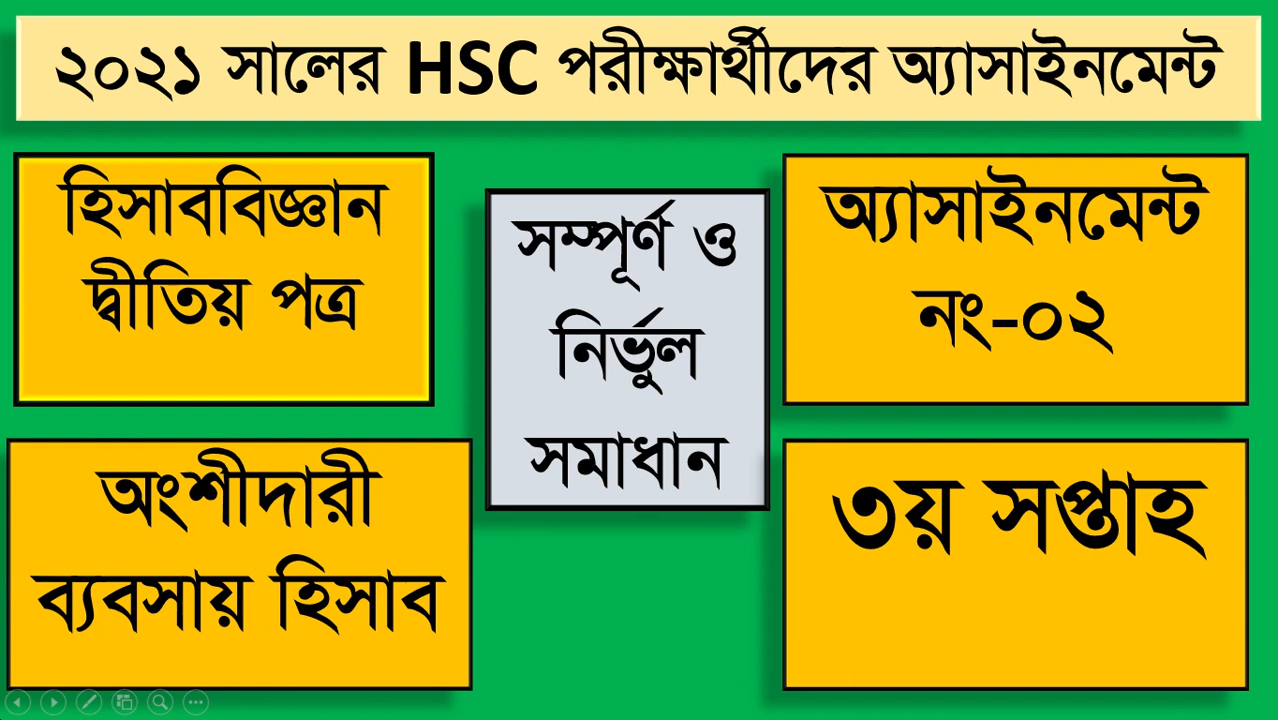 ২০২১ সালের HSC পরীক্ষার্থীদের অ্যাসাইনমেন্ট
হিসাববিজ্ঞান
দ্বীতিয় পত্র
সম্পূর্ণ ও
নির্ভুল
সমাধান
অ্যাসাইনমেন্ট
নং-০২
অংশীদারী
ব্যবসায় হিসাব
৩য় সপ্তাহ